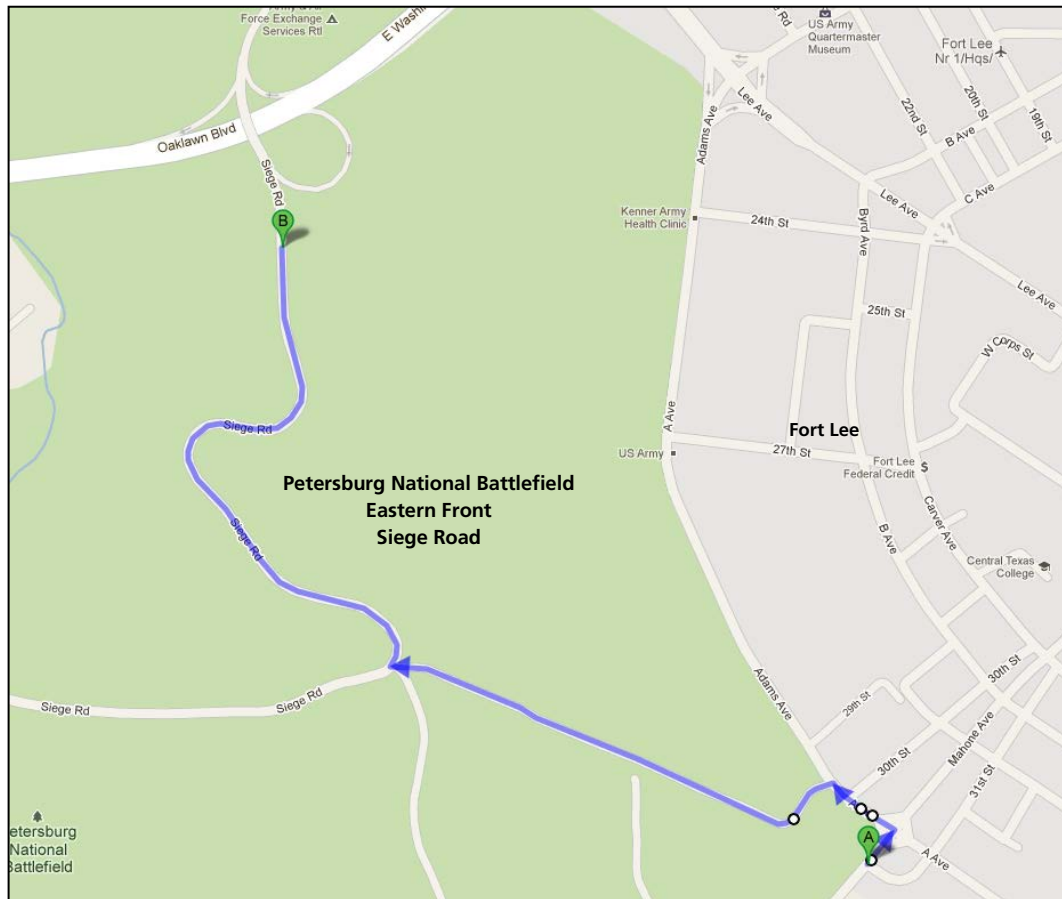 Force Exchange
Services Rtl
E Washi
Rd
US Army
Quartermaster
Museum
Fort Lee
Nr 1/Hqs/
Oaklawn Blvd
Siege Rd
B
Adams Ave
Lee Ave
22nd St
20th St
19th St
B Ave
C Ave
Kenner Army
Health Clinic
24th St
Byrd Ave
Lee Ave
Lee Ave
25th St
W Corps St
A Ave
US Army
27th St
Fort Lee
Fort Lee
Federal Credit
$
Siege Rd
Petersburg National Battlefield
Eastern Front
Siege Road
Siege Rd
B Ave
Carver Ave
Central Texas
College
Siege Rd
Siege Rd
Adams Ave
29th St
30th St
30th St
Mahone Ave
31st St
A
A Ave
etersburg
National
Battlefield